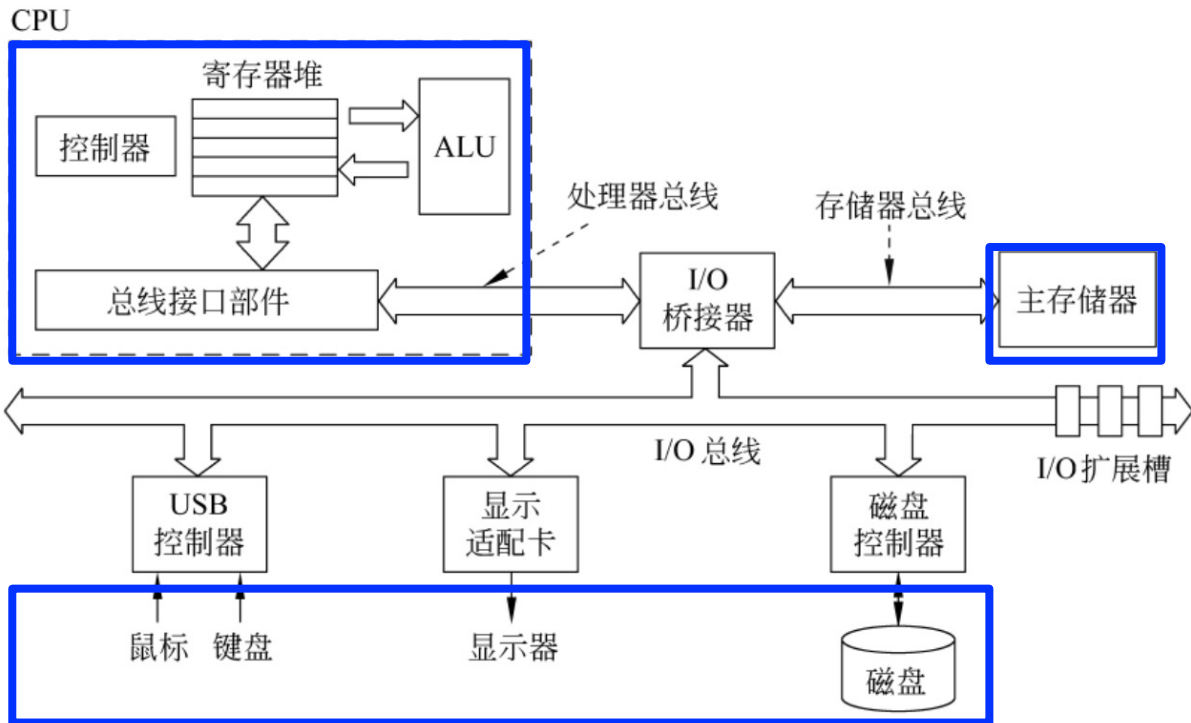 CPU
寄存器堆
控制器
ALU
处理器总线
存储器总线
总线接口部件
I/O
桥接器
主存储器
I/O 总线
I/O 扩展槽
USB
控制器
显示
适配卡
磁盘
控制器
鼠标
键盘
显示器
磁盘